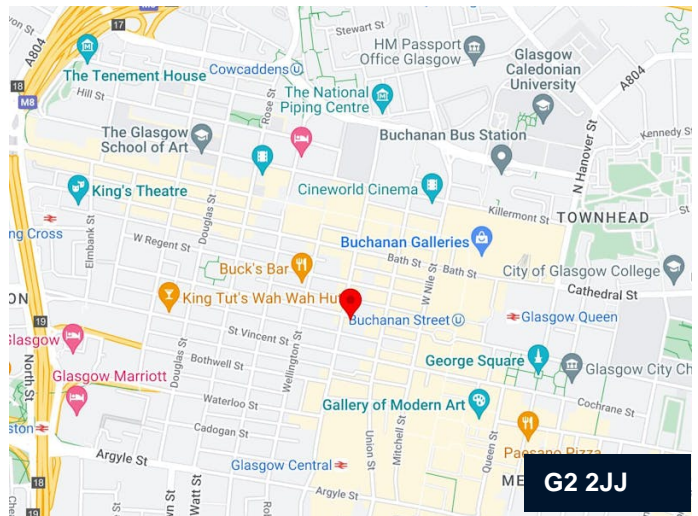 17
Stewart St
A804
HM Passport
Office Glasgow
Glasgow
Caledonian
University
A804
The Tenement House
Cowcaddens
18
M8
Hill St
Rose St
The National
Piping Centre
Kennedy St
The Glasgow
School of Art
Buchanan Bus Station
N Hanover St
King's Theatre
Cineworld Cinema
Killermont St
TOWNHEAD
ng Cross
Elmbank St
Douglas St
W Regent St
Buchanan Galleries
Bath St
Bath St
Buck's Bar
City of Glasgow College
W Nile St
Cathedral St
ON
King Tut's Wah Wah Hu
19
Buchanan Street
Glasgow Queen
Glasgow
St Vincent St
Wellington St
George Square
Douglas St
Bothwell St
Glasgow City Ch
North St
Glasgow Marriott
Waterloo St
Gallery of Modern Art
Cochrane St
ston
Cadogan St
Union St
Mitchell St
Queen St
Paesano Pizza
Argyle St
Glasgow Central
19
Watt St
Argyle St
ME
G2 2JJ